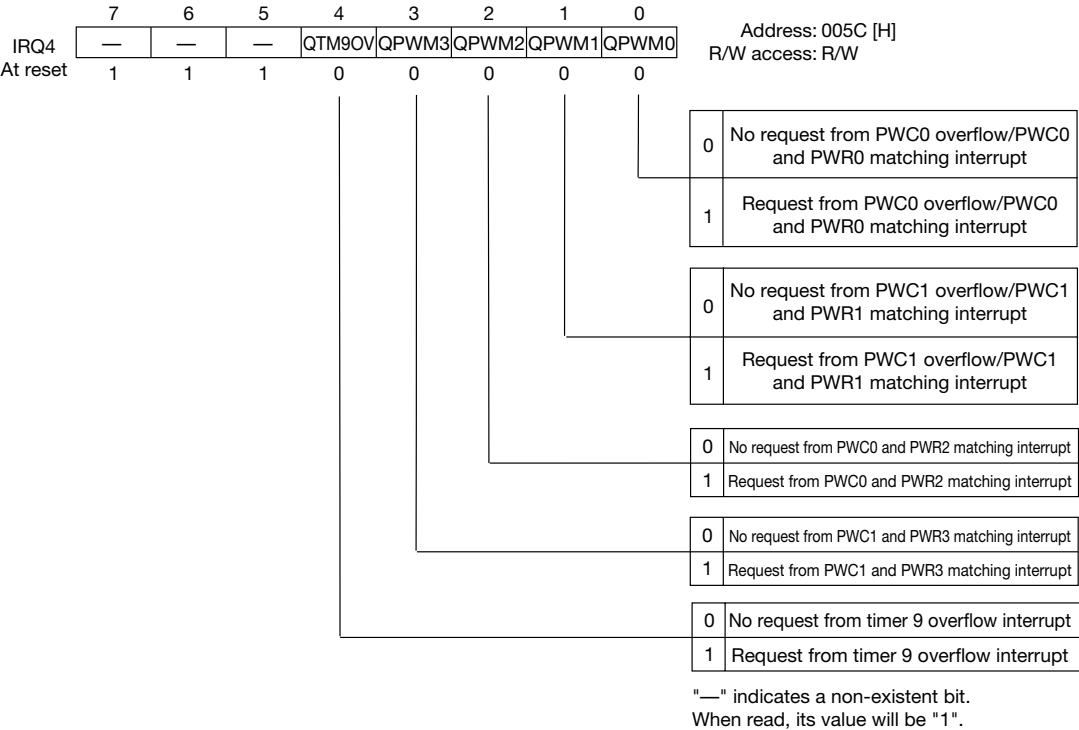 7 6 5 4 3 2 1 0
IRQ4 — — — QTM9OV QPWM3 QPWM2 QPWM1 QPWM0
At reset 1 1 1 0 0 0 0 0
Address: 005C [H]
R/W access: R/W
0 No request from PWC0 overflow/PWC0
and PWR0 matching interrupt
1 Request from PWC0 overflow/PWC0
and PWR0 matching interrupt
0 No request from PWC1 overflow/PWC1
and PWR1 matching interrupt
1 Request from PWC1 overflow/PWC1
and PWR1 matching interrupt
0 No request from PWC0 and PWR2 matching interrupt
1 Request from PWC0 and PWR2 matching interrupt
0 No request from PWC1 and PWR3 matching interrupt
1 Request from PWC1 and PWR3 matching interrupt
0 No request from timer 9 overflow interrupt
1 Request from timer 9 overflow interrupt
"—" indicates a non-existent bit.
When read, its value will be "1".